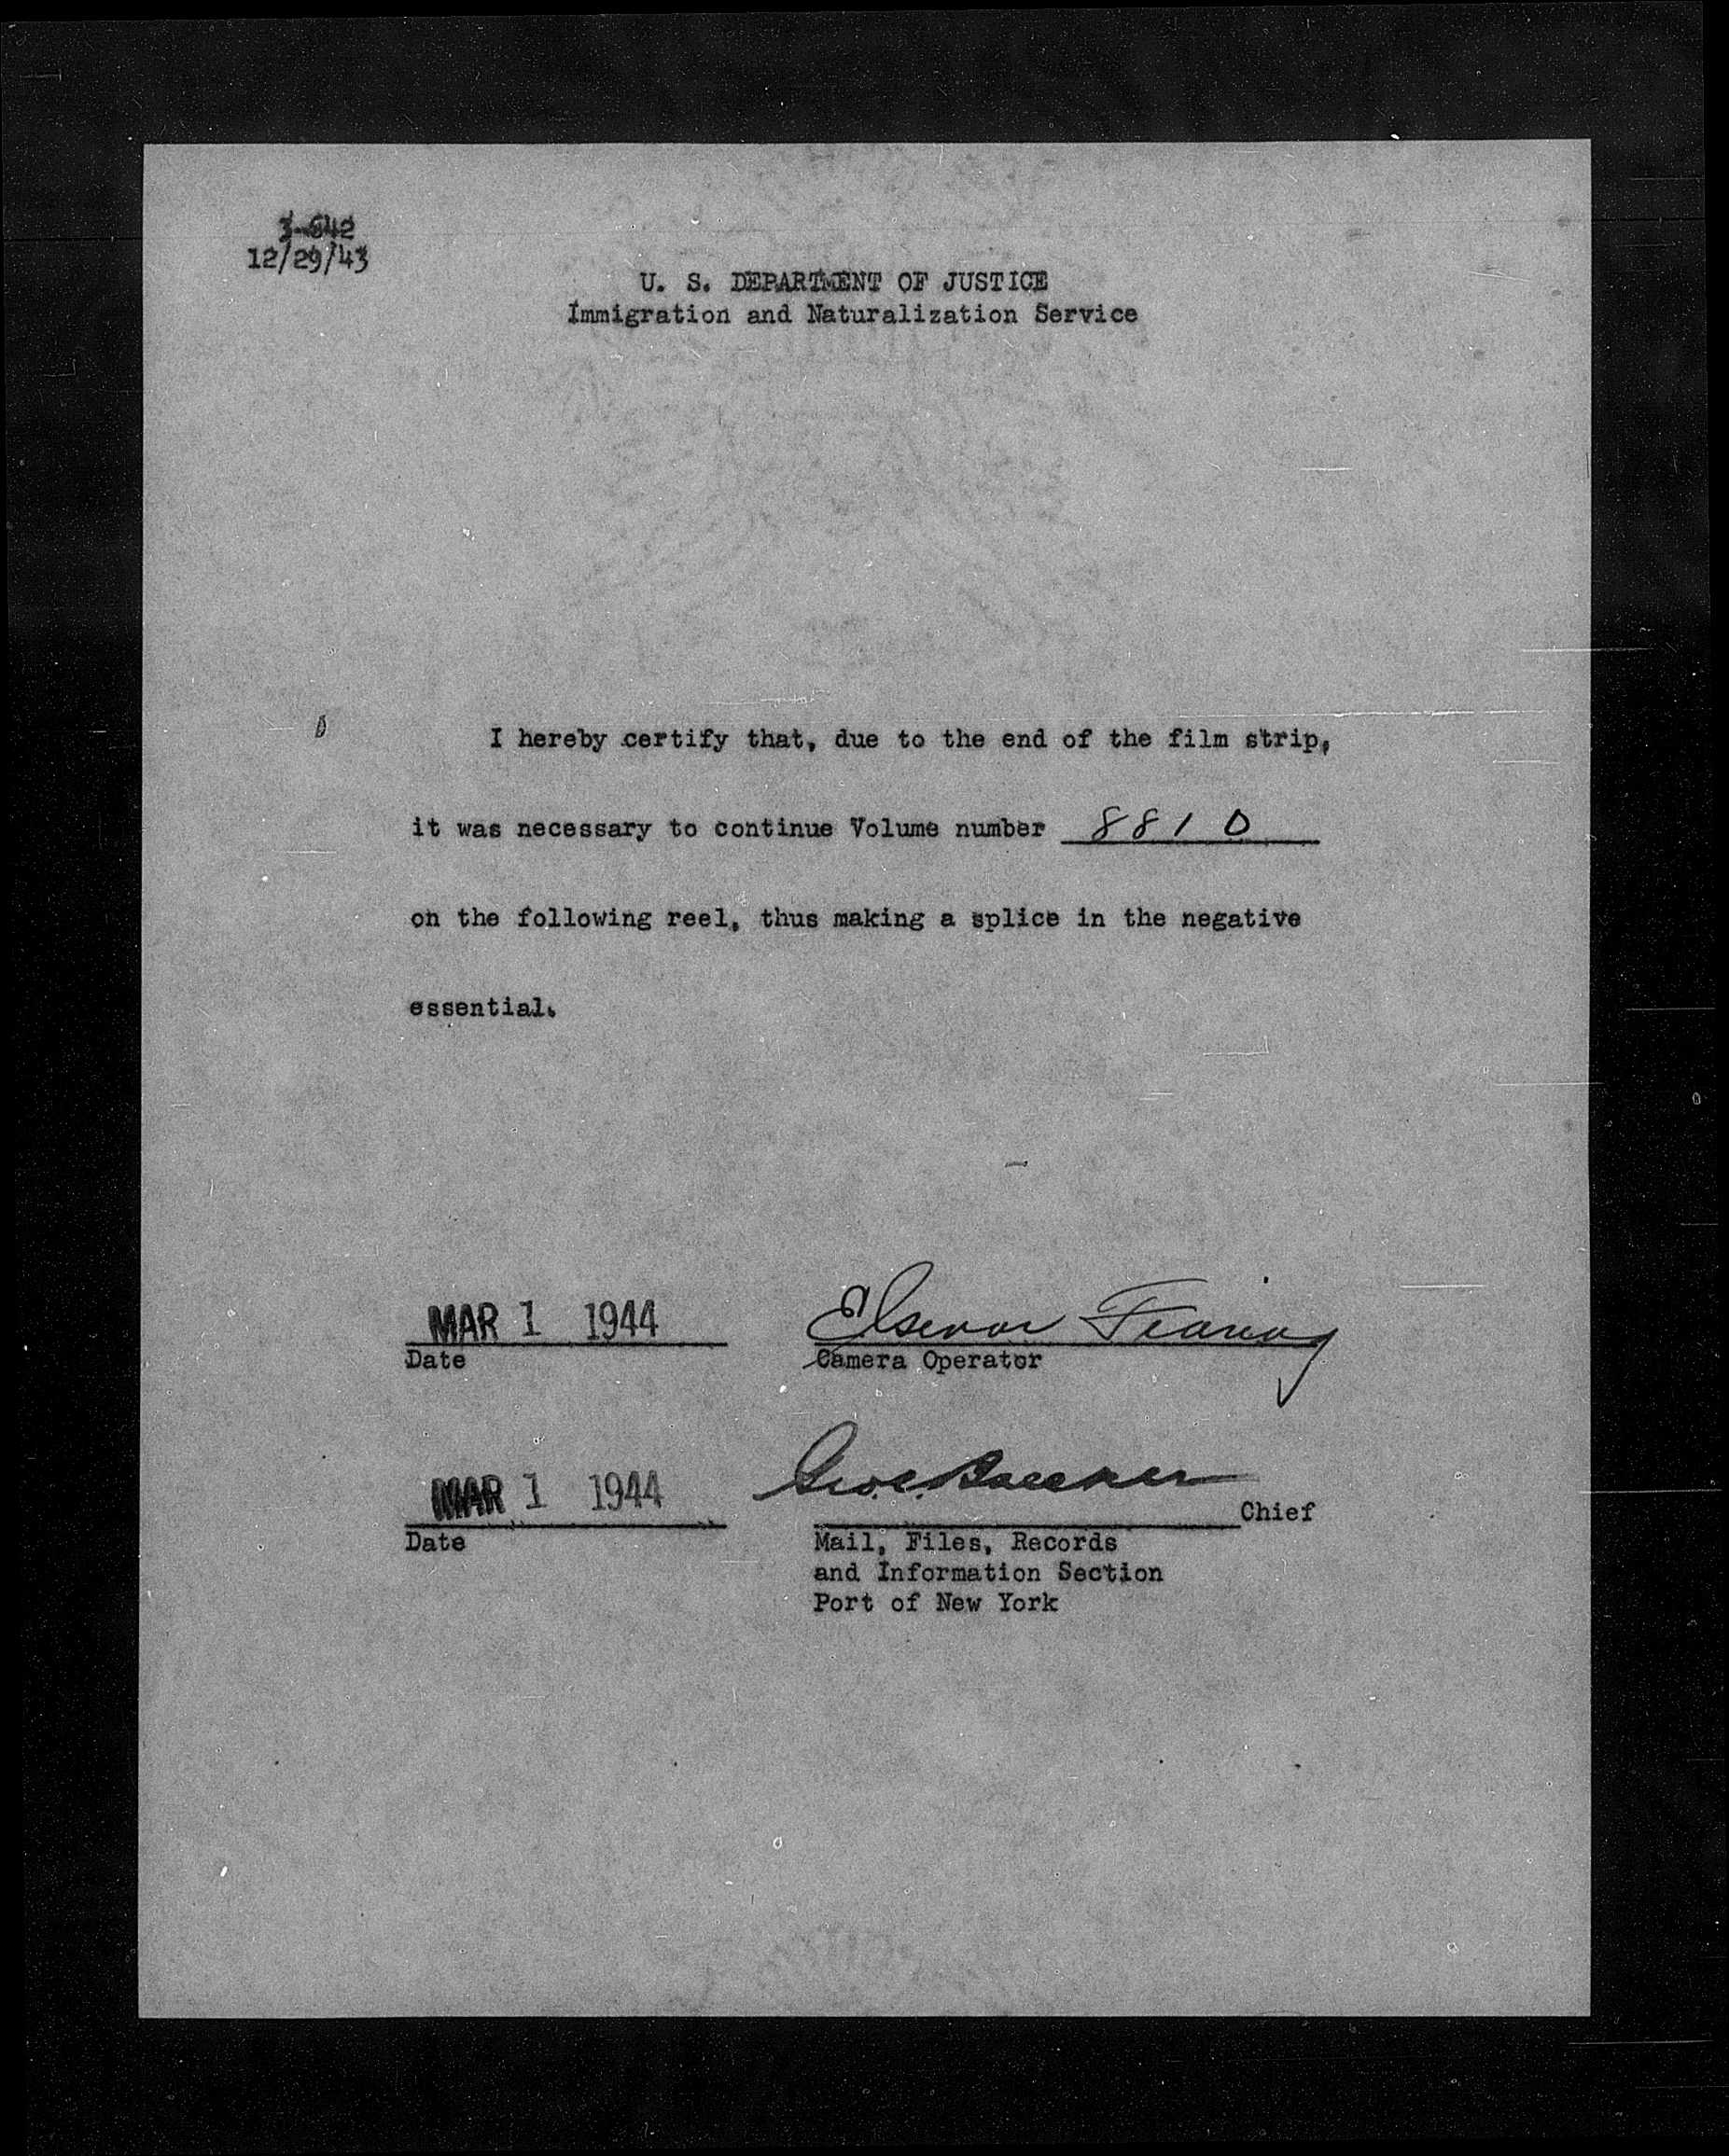 3-642
12/29/43
U. S. DEPARTMENT OF JUSTICE
Immigration and Naturalization Service
I hereby certify that, due to the end of the film strip,
it was necessary to continue Volume number 8810
on the following reel, thus making a splice in the negative
essential.
MAR 1 1944
Date
Camera Operator
MAR 1 1944
Chief
Date
Mail, Files, Records
and Information Section
Port of New York